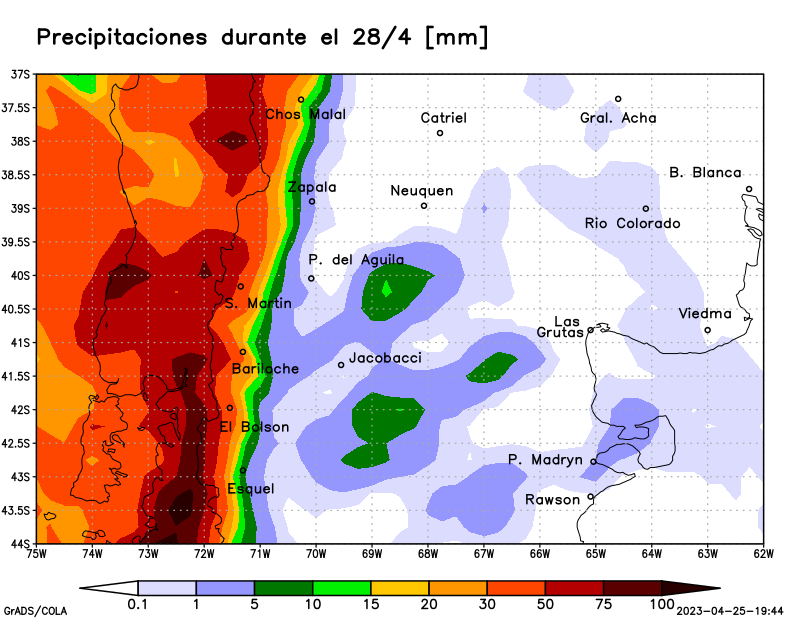 Precipitaciones durante el 28/4 [mm]
37S
Chos Malal
37.5S
Catriel
Gral. Acha
38S
B. Blanca
38.5S
Zapala
Neuquen
39S
Rio Colorado
39.5S
P. del Aguila
40S
S. Martin
40.5S
Viedma
Las
Grutas
41S
Jacobacci
Bariloche
41.5S
42S
El Bolson
42.5S
P. Madryn
43S
Esquel
Rawson
43.5S
44S
75W 74W 73W 72W 71W 70W 69W 68W 67W 66W 65W 64W 63W 62W
0.1 1 5 10 15 20 30 50 75 100
GrADS/COLA
2023-04-25-19:44